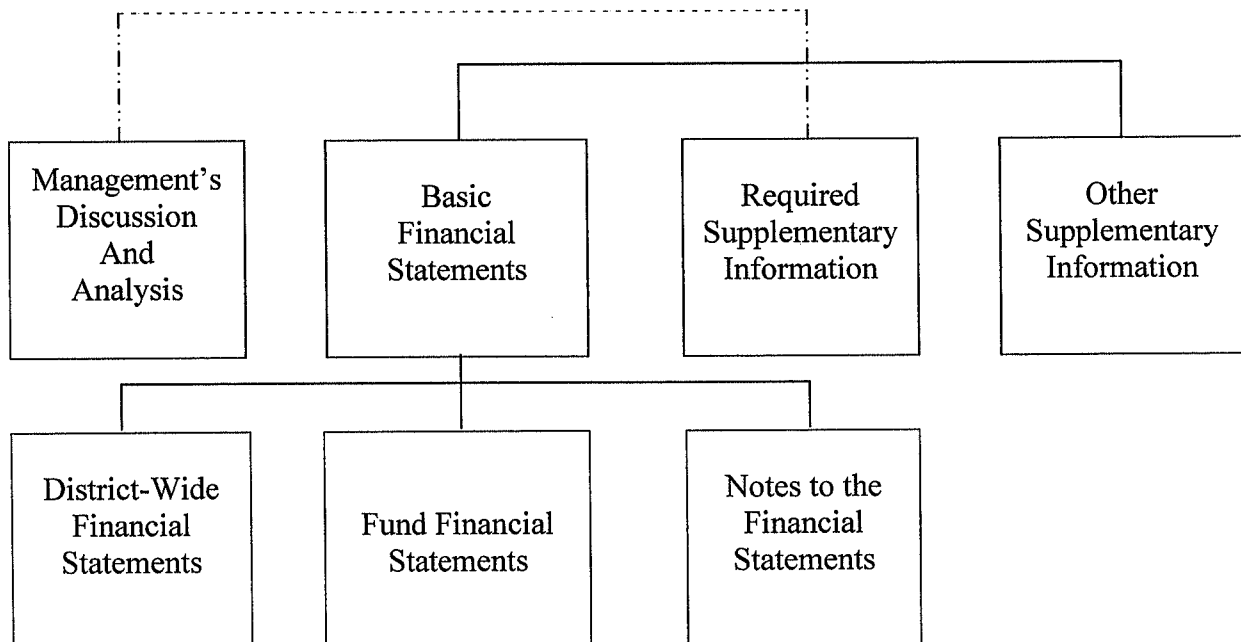 Management's
Discussion
And
Analysis
Basic
Financial
Statements
Required
Supplementary
Information
Other
Supplementary
Information
District-Wide
Financial
Statements
Fund Financial
Statements
Notes to the
Financial
Statements